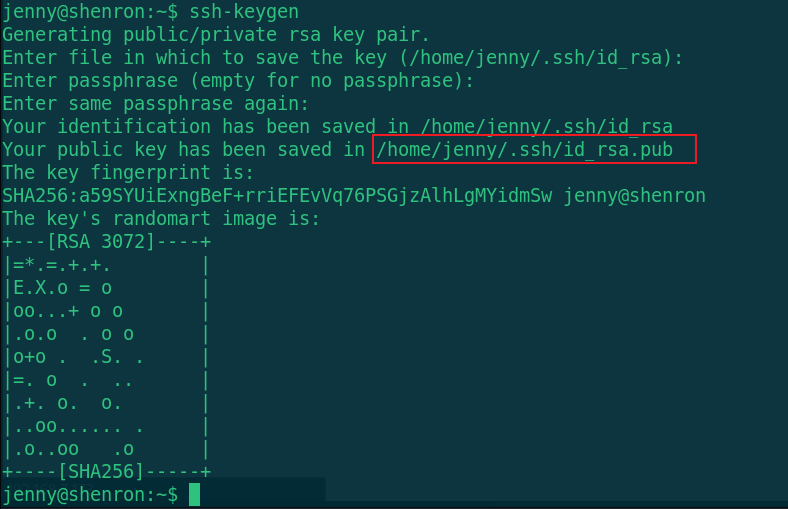 jenny@shenron:~$ ssh-keygen
Generating public/private rsa key pair.
Enter file in which to save the key (/home/jenny/.ssh/id_rsa):
Enter passphrase (empty for no passphrase):
Enter same passphrase again:
Your identification has been saved in /home/jenny/.ssh/id_rsa
Your public key has been saved in /home/jenny/.ssh/id_rsa.pub
The key fingerprint is:
SHA256:a59SYUiExngBeF+rriEFEvVq76PSGjzAlhLgMYidmSw jenny@shenron
The key's randomart image is:
+---[RSA 3072]----+
|=*.=.+.+.        |
|E.X.o = o        |
|oo...+ o o       |
|.o.o  . o o      |
|o+o .  .S. .     |
|=. o  .  ..      |
|.+. o.  o.       |
|..oo...... .     |
|.o..oo   .o      |
+----[SHA256]-----+
jenny@shenron:~$